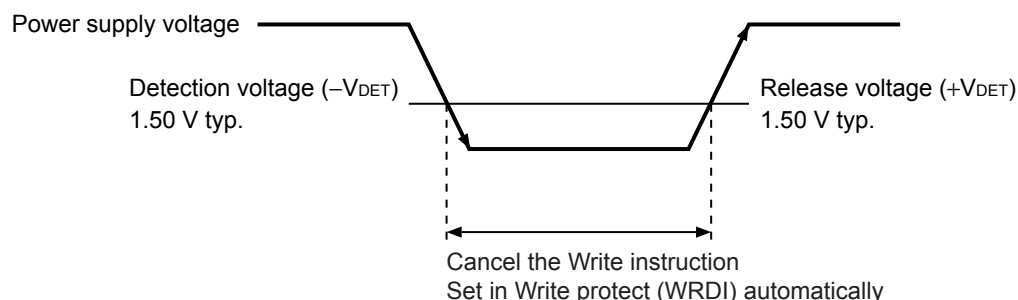 Power supply voltage
Detection voltage (−VDET)
1.50 V typ.
Release voltage (+VDET)
1.50 V typ.
Cancel the Write instruction
Set in Write protect (WRDI) automatically